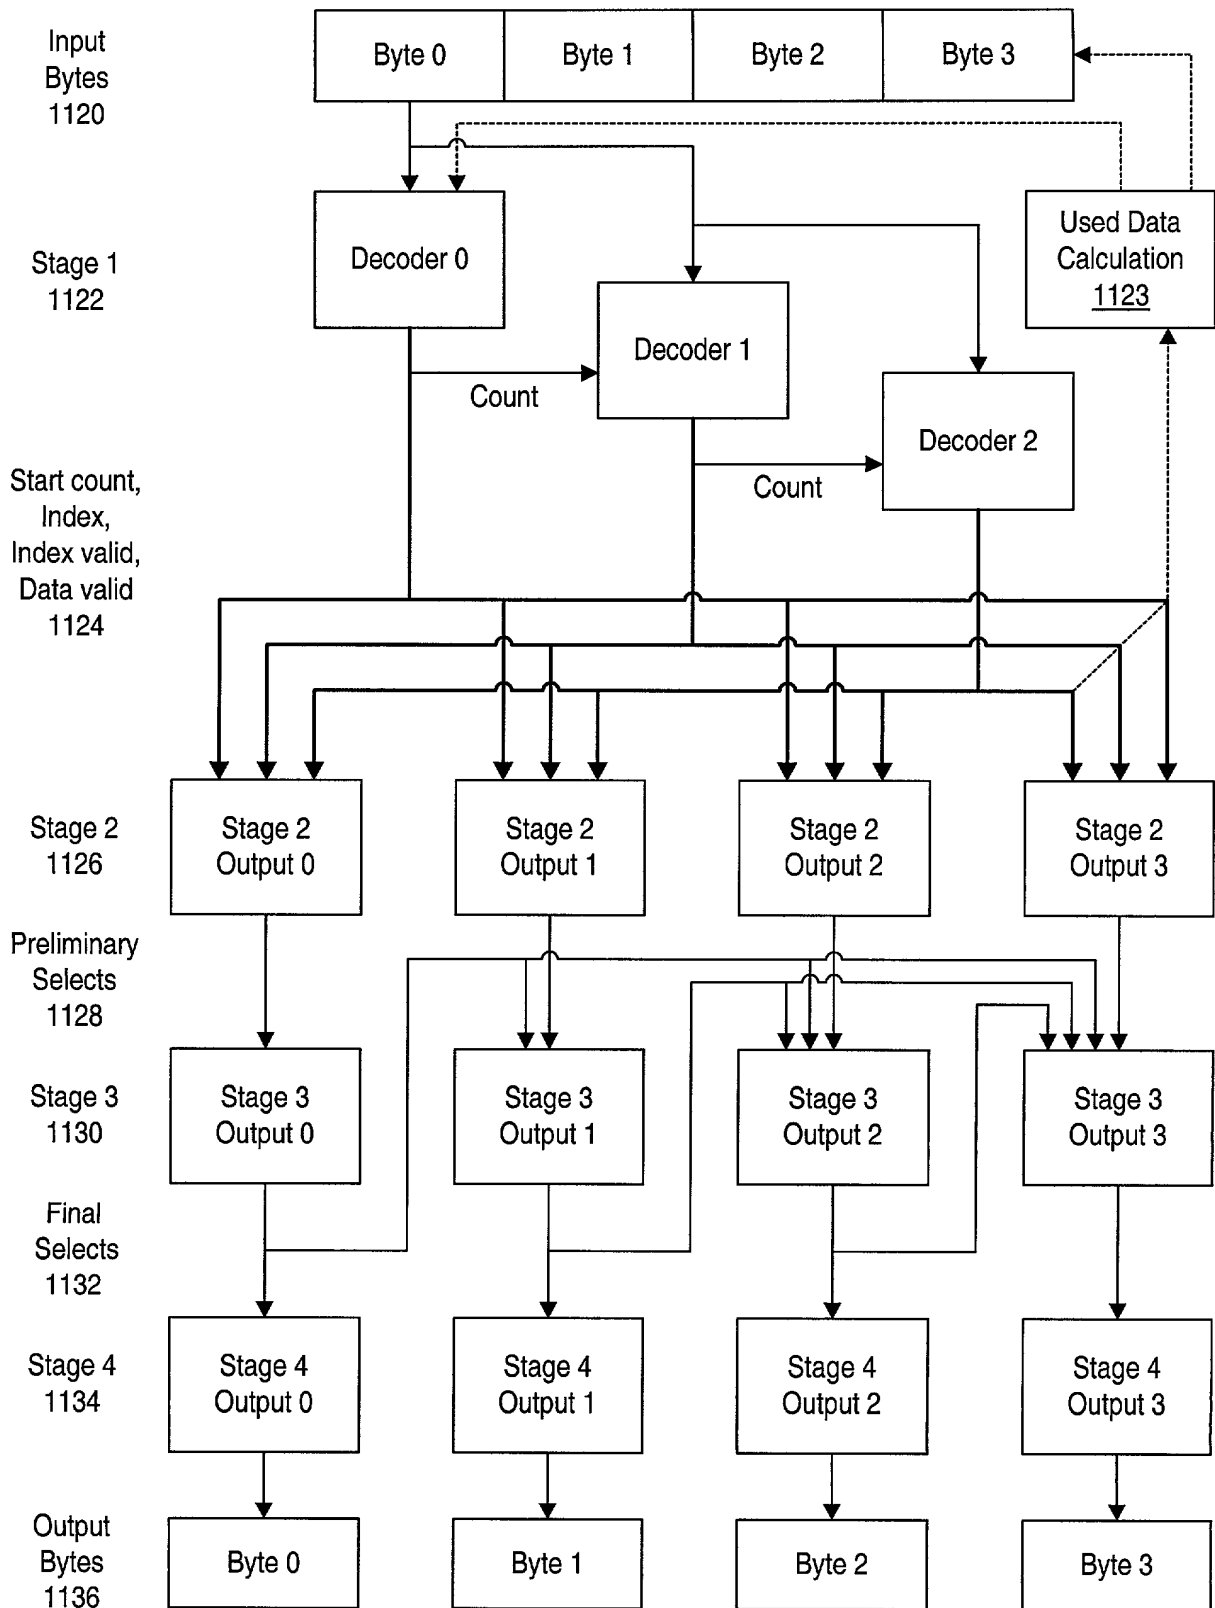 Input
Bytes
1120
Byte 0
Byte 1
Byte 2
Byte 3
Stage 1
1122
Decoder 0
Decoder 1
Decoder 2
Used Data
Calculation
1123
Count
Count
Start count,
Index,
Index valid,
Data valid
1124
Stage 2
1126
Stage 2
Output 0
Stage 2
Output 1
Stage 2
Output 2
Stage 2
Output 3
Preliminary
Selects
1128
Stage 3
1130
Stage 3
Output 0
Stage 3
Output 1
Stage 3
Output 2
Stage 3
Output 3
Final
Selects
1132
Stage 4
1134
Stage 4
Output 0
Stage 4
Output 1
Stage 4
Output 2
Stage 4
Output 3
Output
Bytes
1136
Byte 0
Byte 1
Byte 2
Byte 3